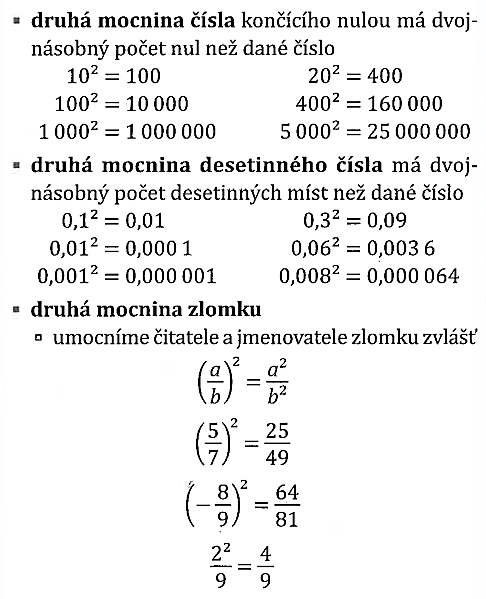 ▪ druhá mocnina čísla končícího nulou má dvoj-
násobný počet nul než dané číslo
10² = 100 20² = 400
100² = 10 000 400² = 160 000
1 000² = 1 000 000 5 000² = 25 000 000
▪ druhá mocnina desetinného čísla má dvoj-
násobný počet desetinných míst než dané číslo
0,1² = 0,01 0,3² = 0,09
0,01² = 0,000 1 0,06² = 0,003 6
0,001² = 0,000 001 0,008² = 0,000 064
▪ druhá mocnina zlomku
▫ umocníme čitatele a jmenovatele zlomku zvlášť
(a/b)² = a²/b²
(5/7)² = 25/49
(−8/9)² = 64/81
2²/9 = 4/9